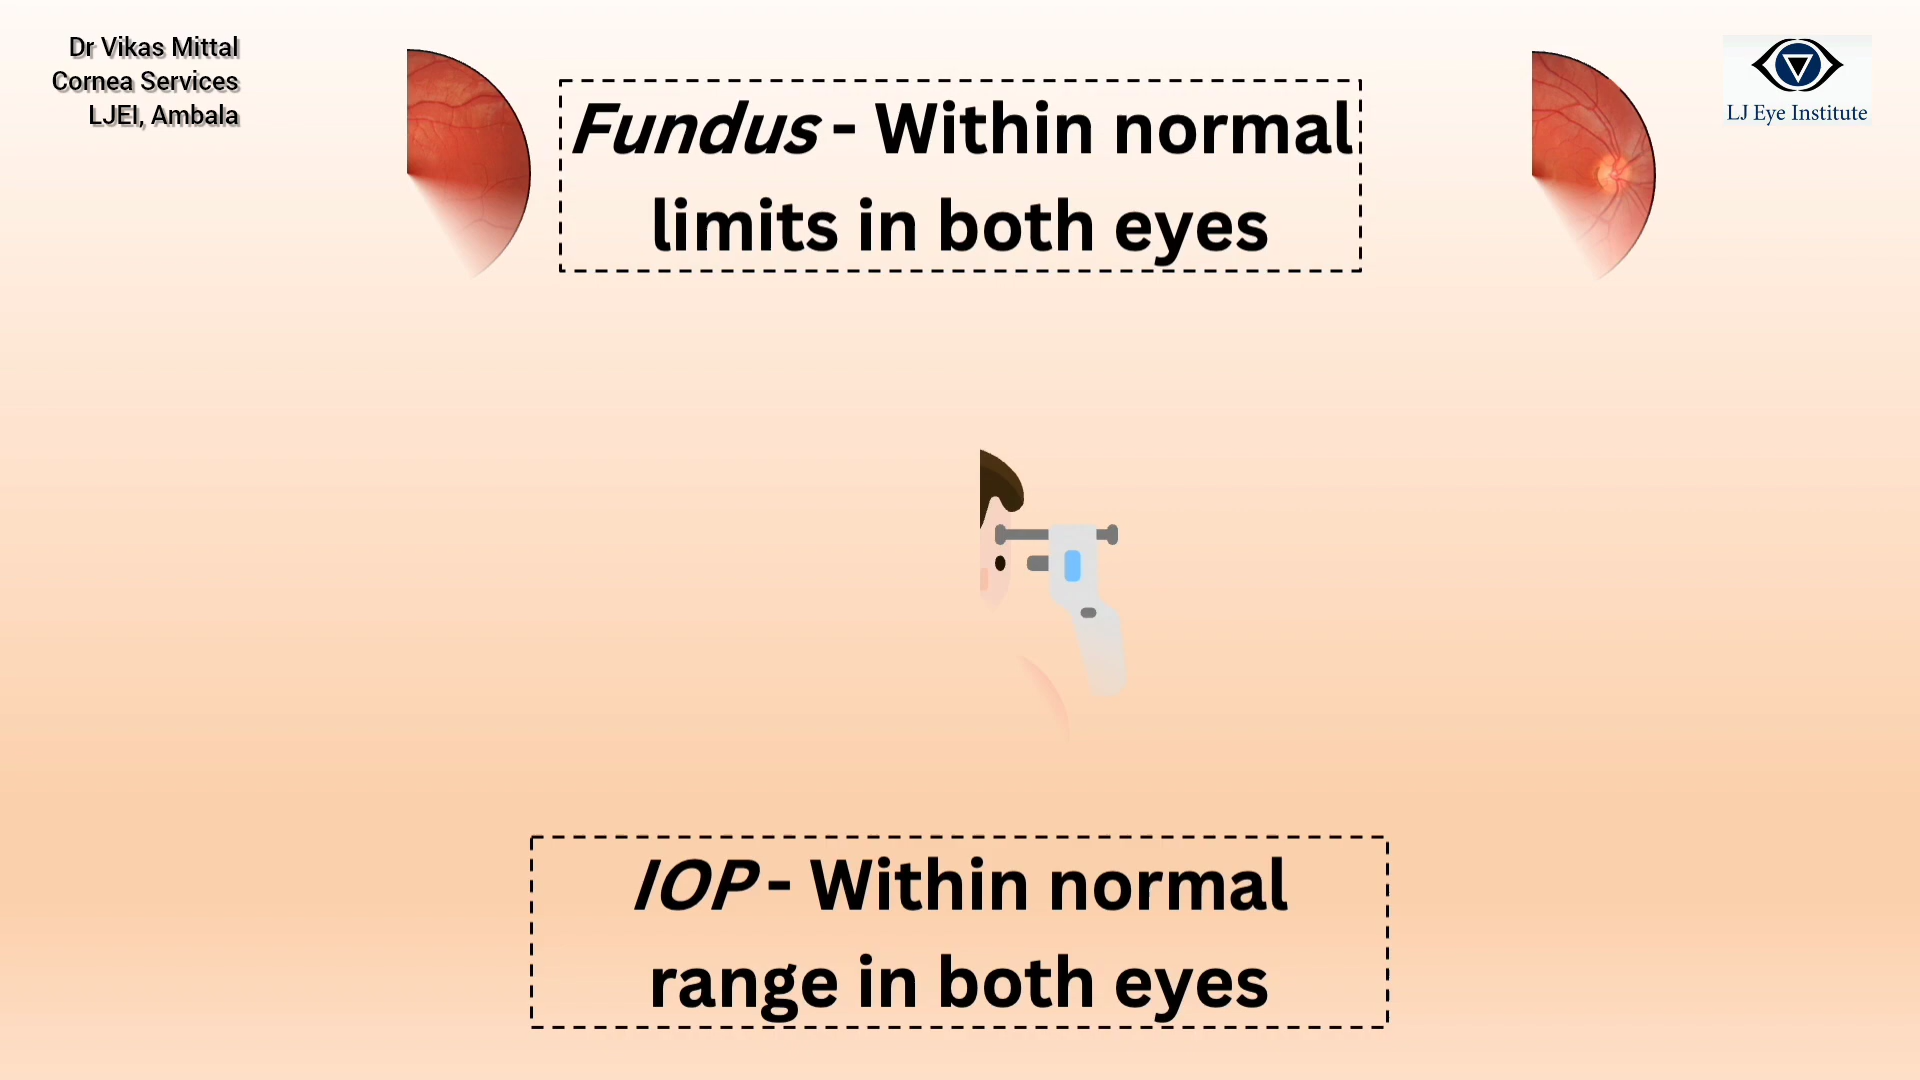 Dr Vikas Mittal
Cornea Services
LJEI, Ambala
Fundus - Within normal
limits in both eyes
LJ Eye Institute
IOP - Within normal
range in both eyes